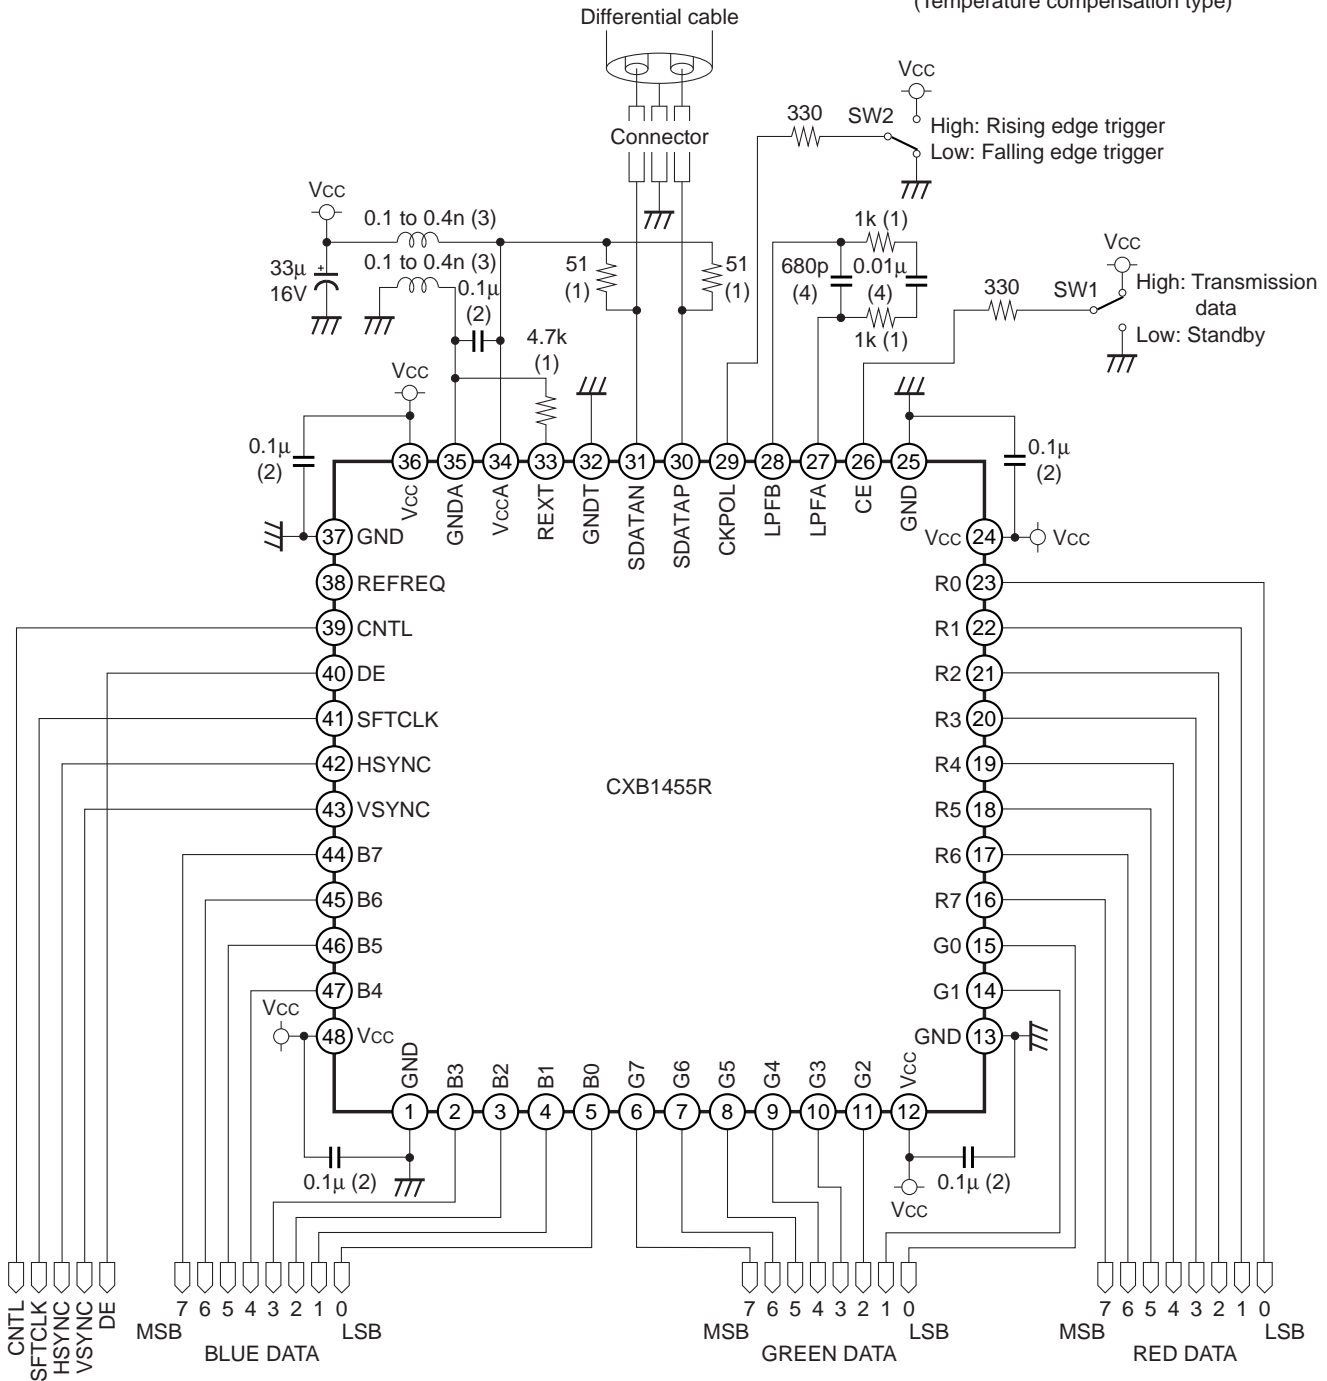 (Temperature compensation type)
Differential cable
Connector
VCC
330
SW2
High: Rising edge trigger
Low: Falling edge trigger
VCC
0.1 to 0.4n (3)
0.1 to 0.4n (3)
33μ
16V
0.1μ
(2)
51
(1)
51
(1)
4.7k
(1)
1k (1)
680p
(4)
0.01μ
(4)
1k (1)
330
SW1
VCC
High: Transmission
data
Low: Standby
VCC
0.1μ
(2)
0.1μ
(2)
36
35
34
33
32
31
30
29
28
27
26
25
VCC
GNDA
VCCA
REXT
GNDT
SDATAN
SDATAP
CKPOL
LPFB
LPFA
CE
GND
37 GND
38 REFREQ
39 CNTL
40 DE
41 SFTCLK
42 HSYNC
43 VSYNC
44 B7
45 B6
46 B5
47 B4
48 VCC
VCC
CXB1455R
VCC 24
VCC
R0 23
R1 22
R2 21
R3 20
R4 19
R5 18
R6 17
R7 16
G0 15
G1 14
GND 13
GND
B3
B2
B1
B0
G7
G6
G5
G4
G3
G2
VCC
1
2
3
4
5
6
7
8
9
10
11
12
0.1μ (2)
0.1μ (2)
VCC
CNTL
SFTCLK
HSYNC
VSYNC
DE
7 6 5 4 3 2 1 0
MSB
LSB
BLUE DATA
7 6 5 4 3 2 1 0
MSB
LSB
GREEN DATA
7 6 5 4 3 2 1 0
MSB
LSB
RED DATA